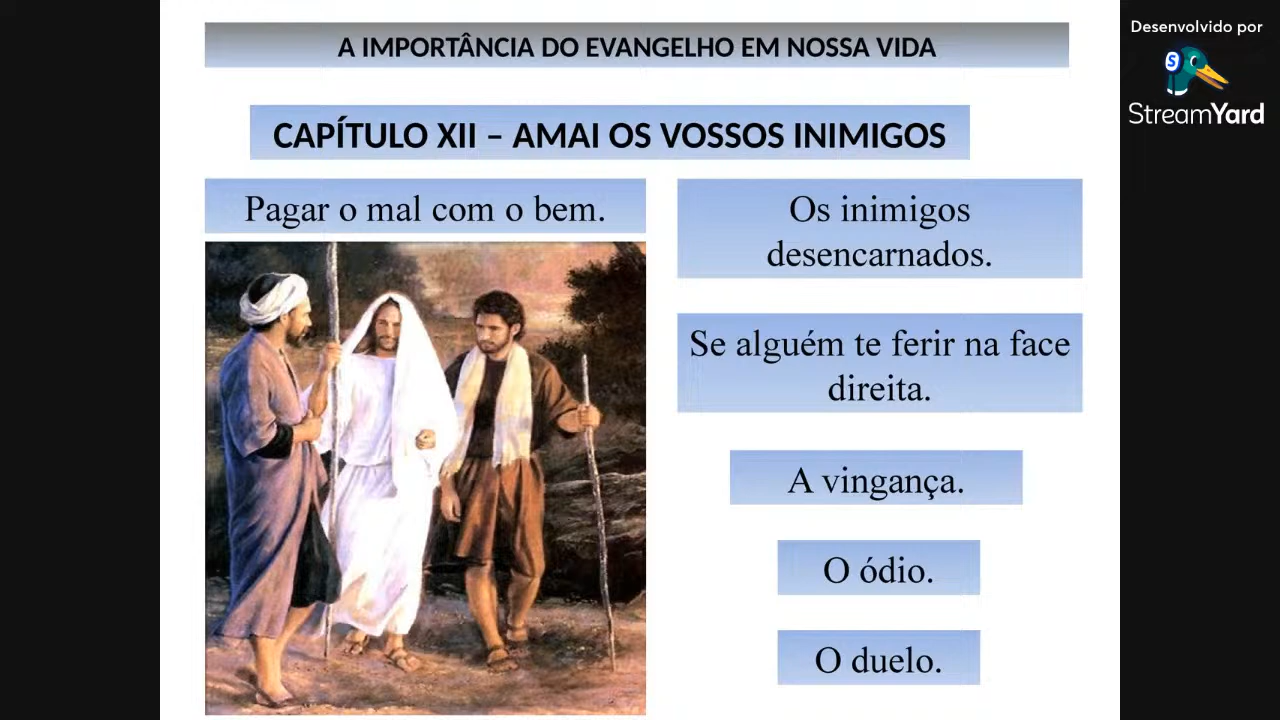 A IMPORTÂNCIA DO EVANGELHO EM NOSSA VIDA
CAPÍTULO XII – AMAI OS VOSSOS INIMIGOS
Pagar o mal com o bem.
Os inimigos
desencarnados.
Se alguém te ferir na face
direita.
A vingança.
O ódio.
O duelo.
Desenvolvido por
S
StreamYard